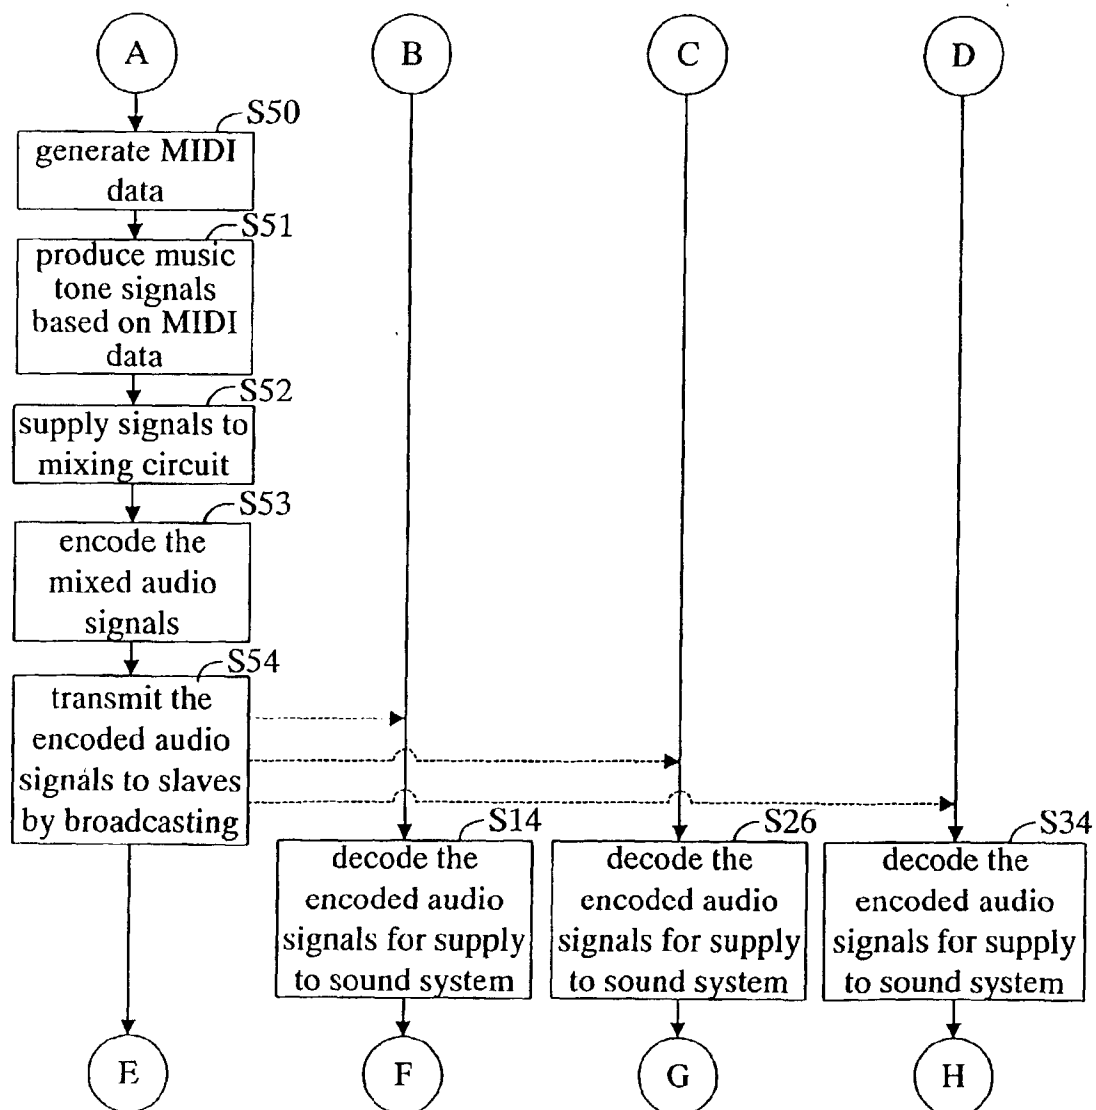 A
B
C
D
S50
generate MIDI
data
S51
produce music
tone signals
based on MIDI
data
S52
supply signals to
mixing circuit
S53
encode the
mixed audio
signals
S54
transmit the
encoded audio
signals to slaves
by broadcasting
S14
decode the
encoded audio
signals for supply
to sound system
S26
decode the
encoded audio
signals for supply
to sound system
S34
decode the
encoded audio
signals for supply
to sound system
E
F
G
H